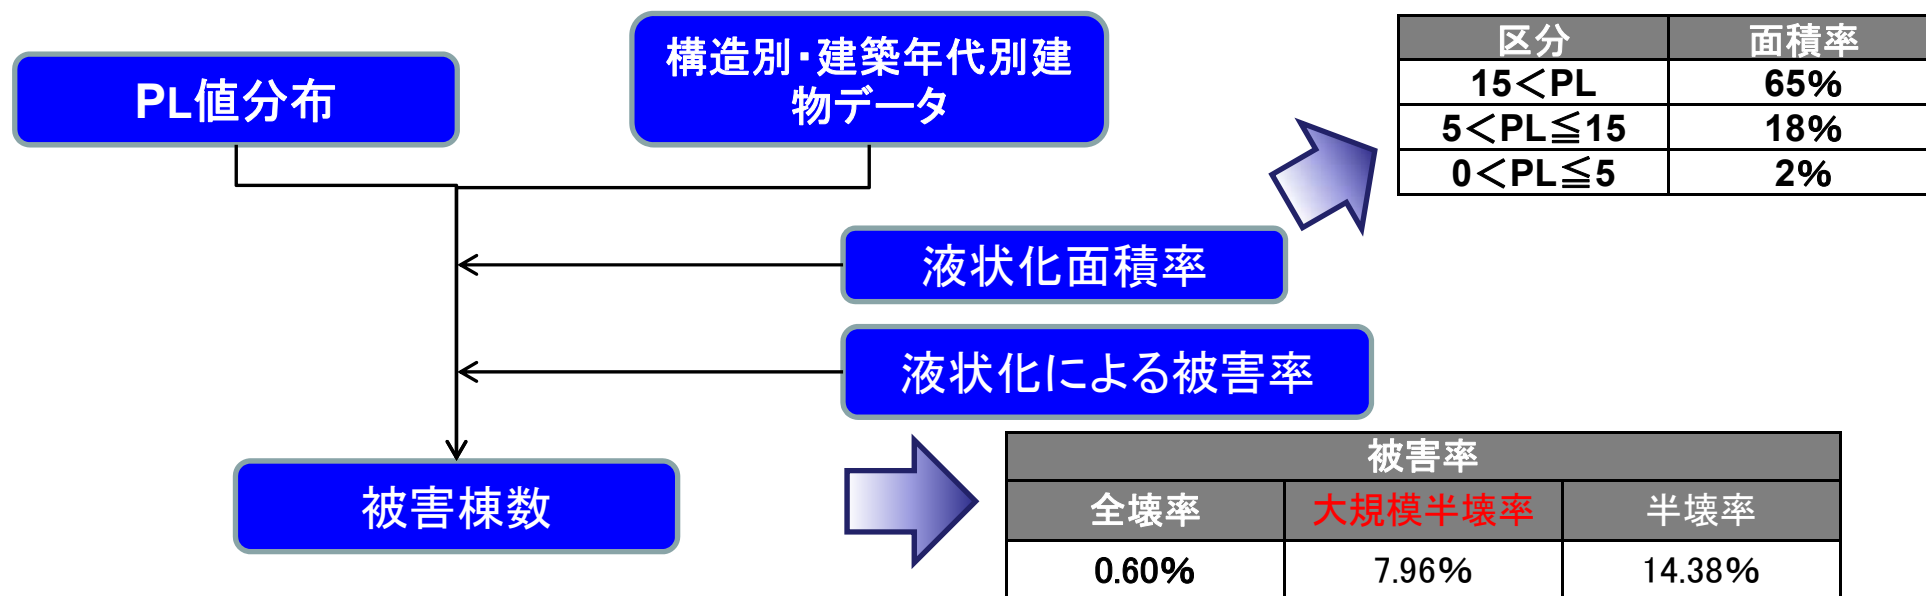 PL値分布
構造別・建築年代別建
物データ
区分 面積率
15＜PL 65%
5＜PL≦15 18%
0＜PL≦5 2%
液状化面積率
液状化による被害率
被害棟数
被害率
全壊率 大規模半壊率 半壊率
0.60% 7.96% 14.38%